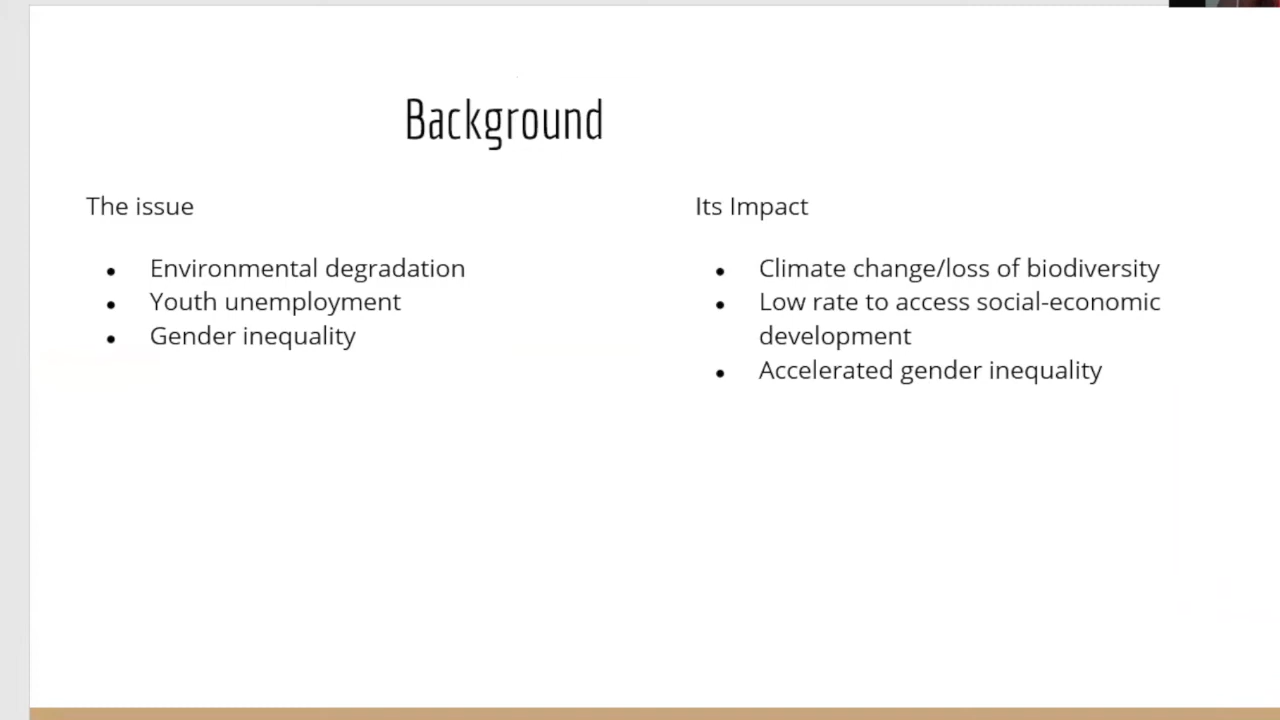 Background
The issue
• Environmental degradation
• Youth unemployment
• Gender inequality
Its Impact
• Climate change/loss of biodiversity
• Low rate to access social-economic
development
• Accelerated gender inequality